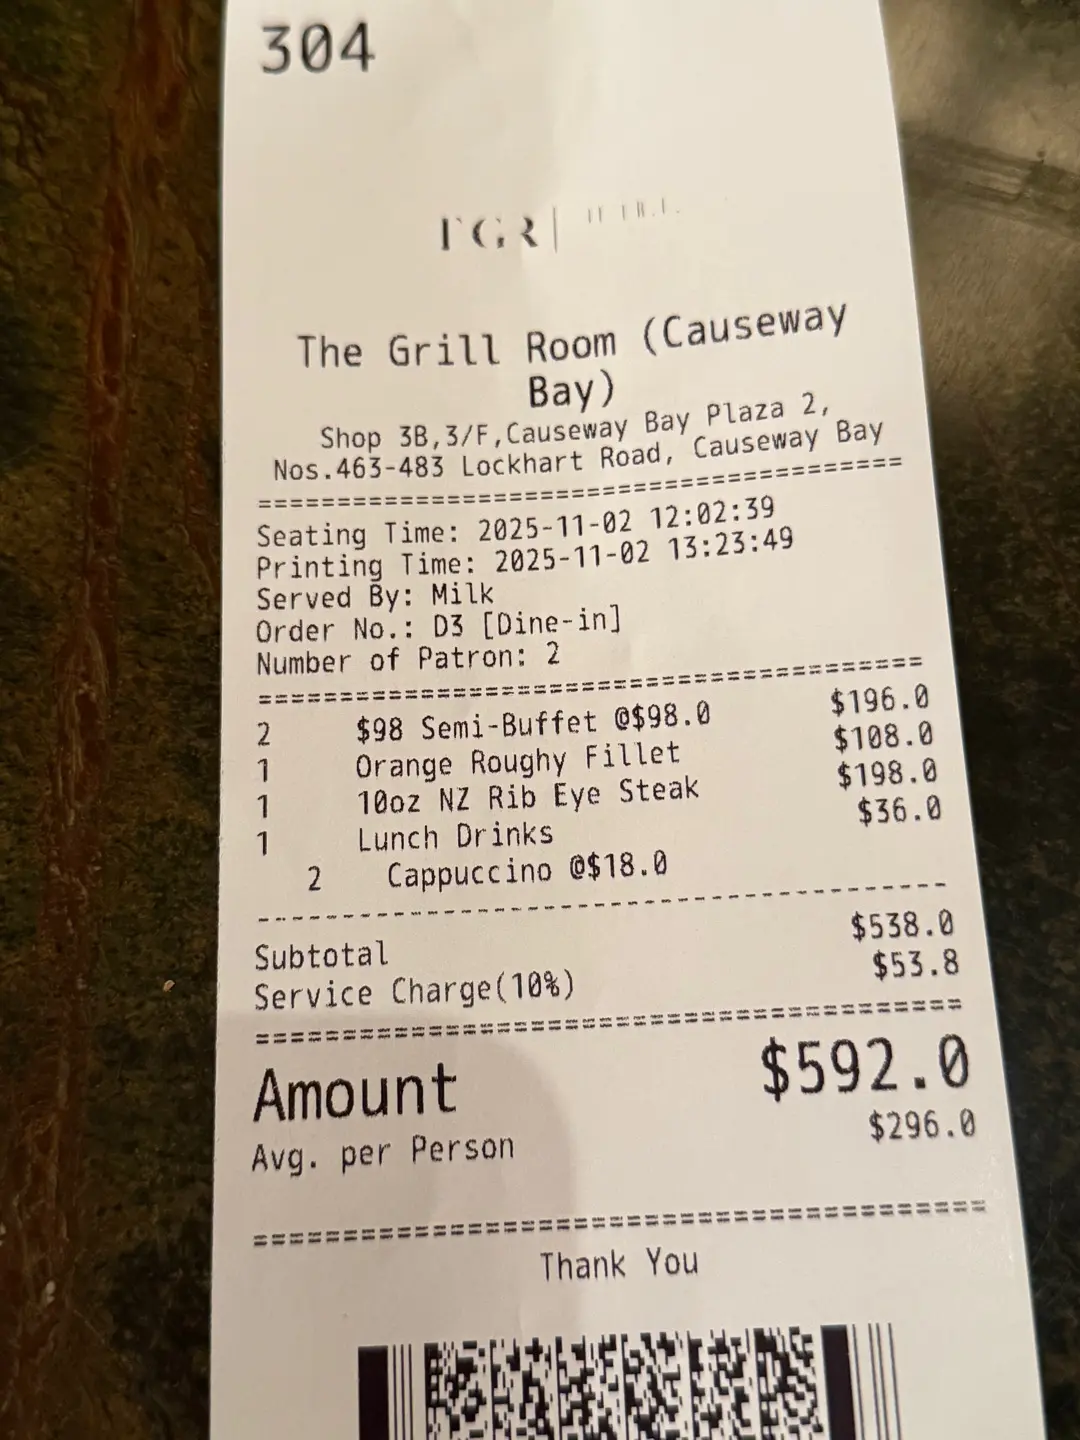 304
TGR
The Grill Room (Causeway
Bay)
Shop 3B,3/F,Causeway Bay Plaza 2,
Nos.463-483 Lockhart Road, Causeway Bay
========================================
Seating Time: 2025-11-02 12:02:39
Printing Time: 2025-11-02 13:23:49
Served By: Milk
Order No.: D3 [Dine-in]
Number of Patron: 2
========================================
2 $98 Semi-Buffet @$98.0 $196.0
1 Orange Roughy Fillet $108.0
1 10oz NZ Rib Eye Steak $198.0
1 Lunch Drinks $36.0
2 Cappuccino @$18.0
----------------------------------------
Subtotal $538.0
Service Charge(10%) $53.8
========================================
Amount $592.0
Avg. per Person $296.0
========================================
Thank You